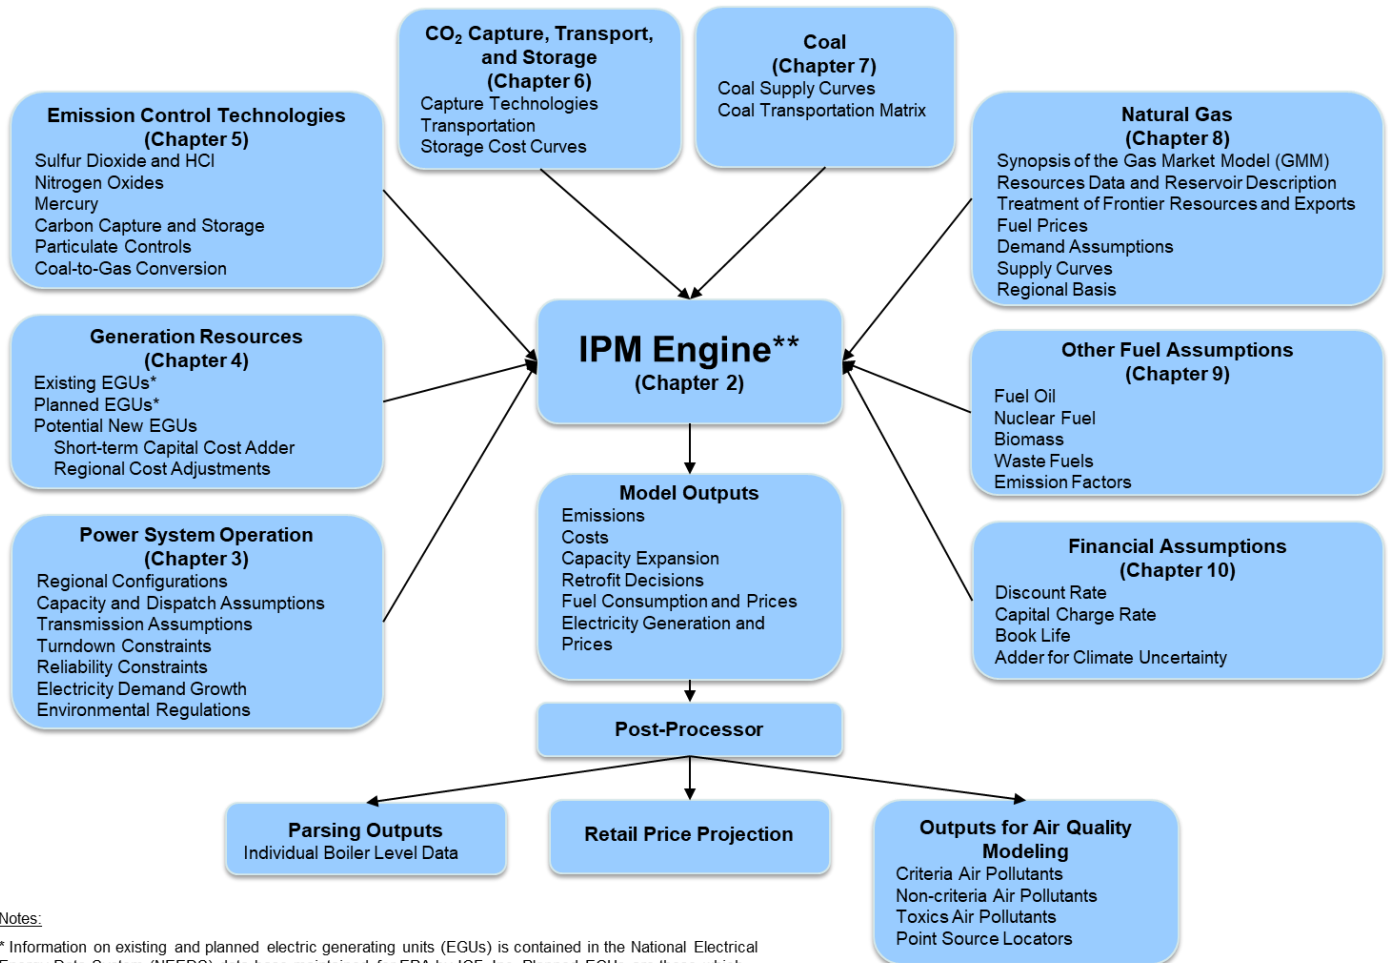 CO₂ Capture, Transport,
and Storage
(Chapter 6)
Capture Technologies
Transportation
Storage Cost Curves
Coal
(Chapter 7)
Coal Supply Curves
Coal Transportation Matrix
Emission Control Technologies
(Chapter 5)
Sulfur Dioxide and HCl
Nitrogen Oxides
Mercury
Carbon Capture and Storage
Particulate Controls
Coal-to-Gas Conversion
Natural Gas
(Chapter 8)
Synopsis of the Gas Market Model (GMM)
Resources Data and Reservoir Description
Treatment of Frontier Resources and Exports
Fuel Prices
Demand Assumptions
Supply Curves
Regional Basis
Generation Resources
(Chapter 4)
Existing EGUs*
Planned EGUs*
Potential New EGUs
Short-term Capital Cost Adder
Regional Cost Adjustments
IPM Engine**
(Chapter 2)
Other Fuel Assumptions
(Chapter 9)
Fuel Oil
Nuclear Fuel
Biomass
Waste Fuels
Emission Factors
Power System Operation
(Chapter 3)
Regional Configurations
Capacity and Dispatch Assumptions
Transmission Assumptions
Turndown Constraints
Reliability Constraints
Electricity Demand Growth
Environmental Regulations
Model Outputs
Emissions
Costs
Capacity Expansion
Retrofit Decisions
Fuel Consumption and Prices
Electricity Generation and
Prices
Financial Assumptions
(Chapter 10)
Discount Rate
Capital Charge Rate
Book Life
Adder for Climate Uncertainty
Post-Processor
Parsing Outputs
Individual Boiler Level Data
Retail Price Projection
Outputs for Air Quality
Modeling
Criteria Air Pollutants
Non-criteria Air Pollutants
Toxics Air Pollutants
Point Source Locators
Notes:
* Information on existing and planned electric generating units (EGUs) is contained in the National Electrical